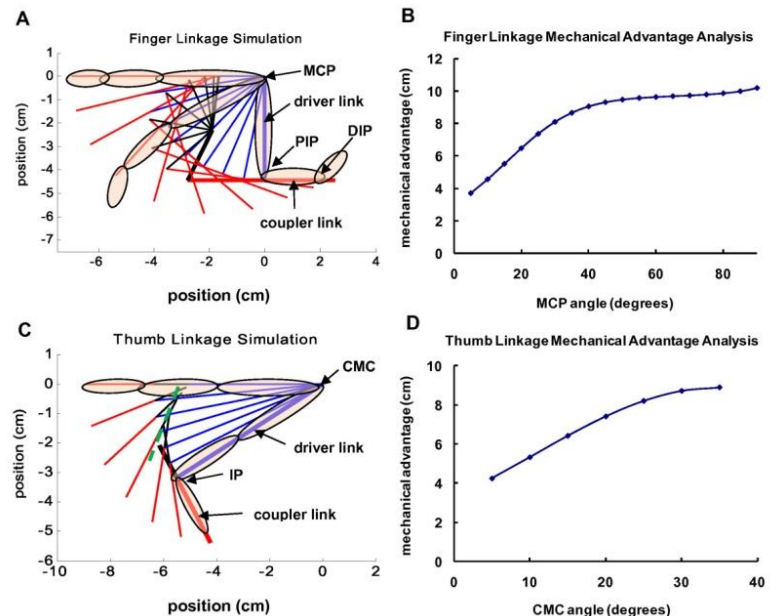 A
Finger Linkage Simulation
1
0
-1
-2
-3
-4
-5
-6
-7
position (cm)
MCP
driver link
DIP
PIP
coupler link
-6
-4
-2
0
2
4
position (cm)
B
Finger Linkage Mechanical Advantage Analysis
12
10
8
6
4
2
0
mechanical advantage (cm)
0
20
40
60
80
MCP angle (degrees)
C
Thumb Linkage Simulation
1
0
-1
-2
-3
-4
-5
-6
position (cm)
CMC
driver link
IP
coupler link
-10
-8
-6
-4
-2
0
2
position (cm)
D
Thumb Linkage Mechanical Advantage Analysis
10
8
6
4
2
0
mechanical advantage (cm)
0
10
20
30
40
CMC angle (degrees)